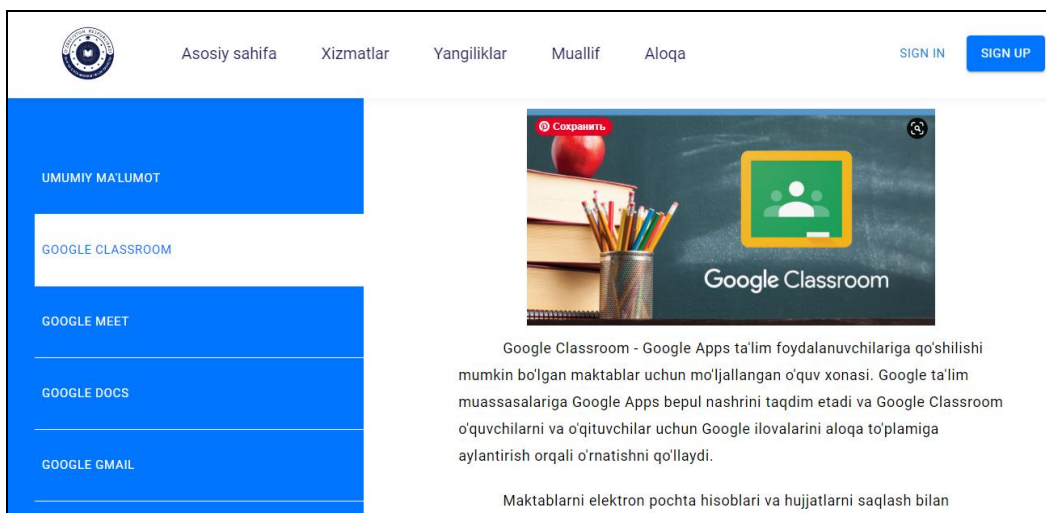 Asosiy sahifa Xizmatlar Yangiliklar Muallif Aloqa SIGN IN SIGN UP
UMUMIY MA'LUMOT
GOOGLE CLASSROOM
GOOGLE MEET
GOOGLE DOCS
GOOGLE GMAIL
Сохранить
Google Classroom
Google Classroom - Google Apps ta'lim foydalanuvchilariga qo'shilishi
mumkin bo'lgan maktablar uchun mo'ljallangan o'quv xonasi. Google ta'lim
muassasalariga Google Apps bepul nashrini taqdim etadi va Google Classroom
o'quvchilarni va o'qituvchilar uchun Google ilovalarini aloqa to'plamiga
aylantirish orqali o'rnatishni qo'llaydi.
Maktablarni elektron pochta hisoblari va hujjatlarni saqlash bilan